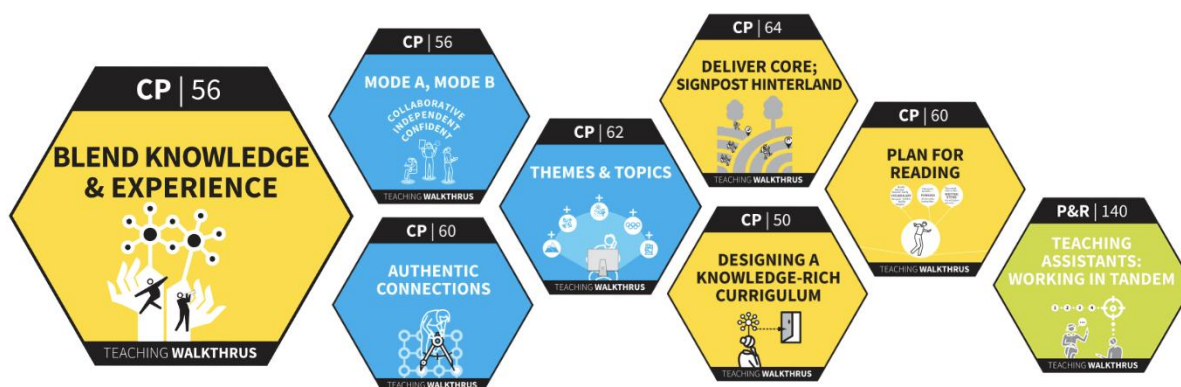 CP | 56
BLEND KNOWLEDGE
& EXPERIENCE
TEACHING WALKTHRUS
CP | 56
MODE A, MODE B
COLLABORATIVE
INDEPENDENT
CONFIDENT
TEACHING WALKTHRUS
CP | 60
AUTHENTIC
CONNECTIONS
TEACHING WALKTHRUS
CP | 62
THEMES & TOPICS
TEACHING WALKTHRUS
CP | 64
DELIVER CORE;
SIGNPOST HINTERLAND
TEACHING WALKTHRUS
CP | 50
DESIGNING A
KNOWLEDGE-RICH
CURRIGULUM
TEACHING WALKTHRUS
CP | 60
PLAN FOR
READING
TEACHING WALKTHRUS
P&R | 140
TEACHING
ASSISTANTS:
WORKING IN TANDEM
TEACHING WALKTHRUS